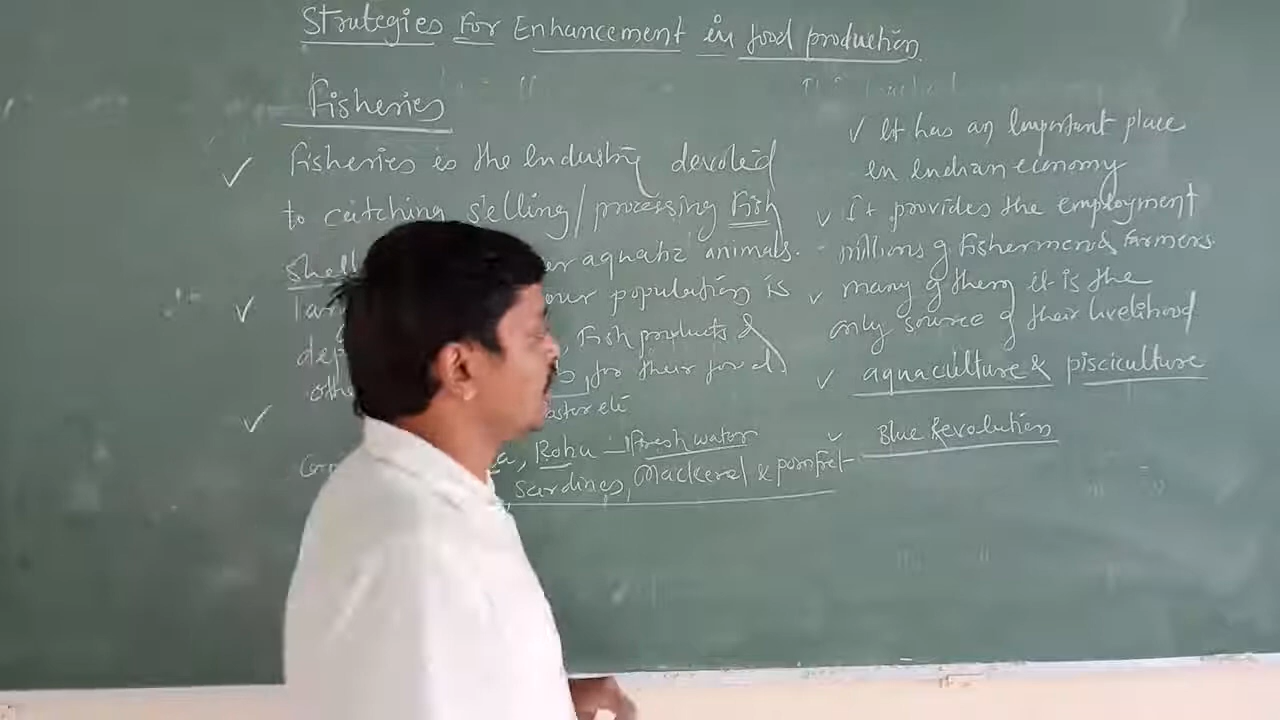 Strategies For Enhancement in food production
Fisheries
Fisheries is the Industry devoted
to catching selling/processing Fish
shell
er aquatic animals.
our population is
Fish products &
othe for their food
Rohu - Freshwater
Sardines, Mackerel & pomfret
It has an Important place
in Indian economy
It provides the employment
millions of Fishermen & farmers.
many of them it is the
only source of their livelihood
aquaculture & pisciculture
Blue Revolution